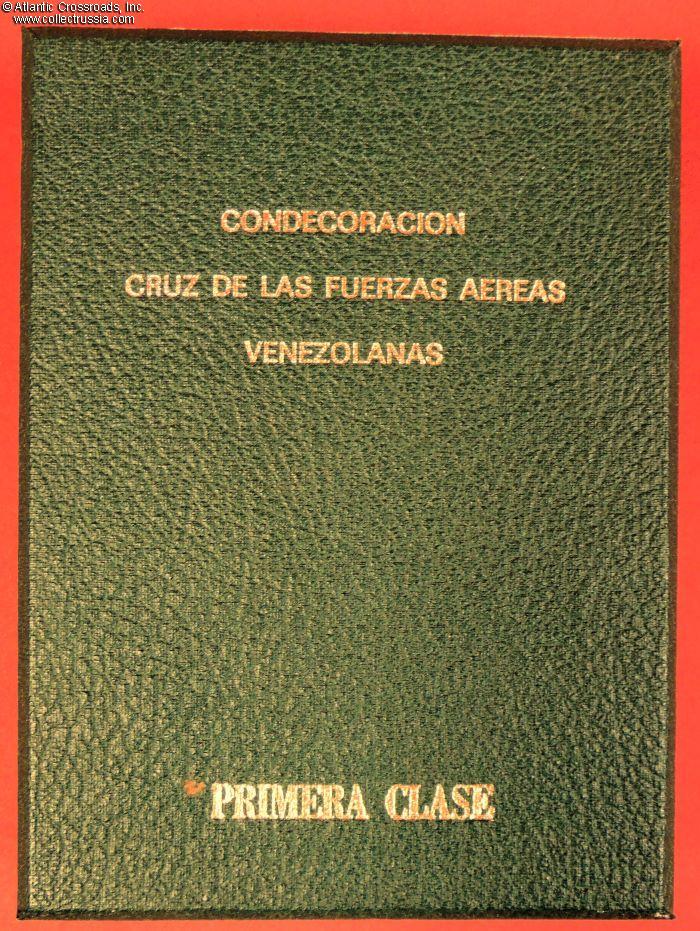 © Atlantic Crossroads, Inc.
www.collectrussia.com
CONDECORACION
CRUZ DE LAS FUERZAS AEREAS
VENEZOLANAS
PRIMERA CLASE